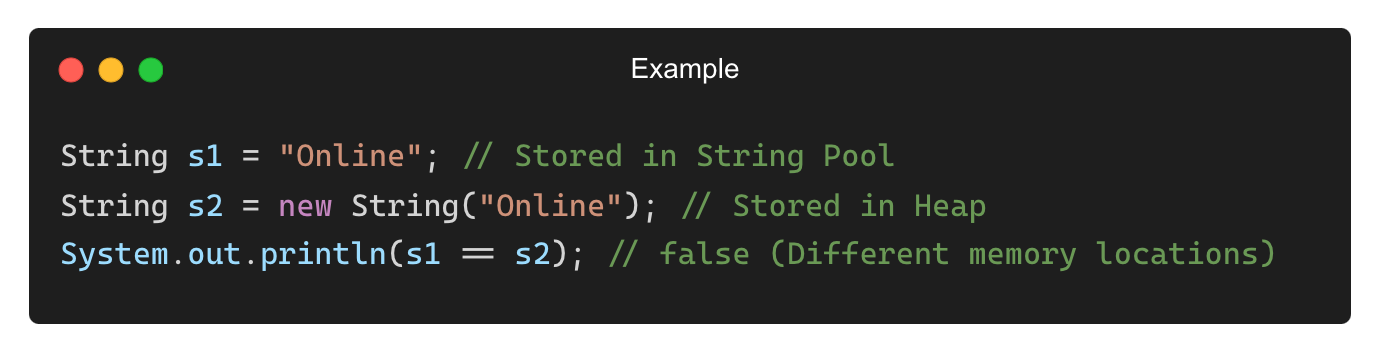 Example
String s1 = "Online"; // Stored in String Pool
String s2 = new String("Online"); // Stored in Heap
System.out.println(s1 == s2); // false (Different memory locations)